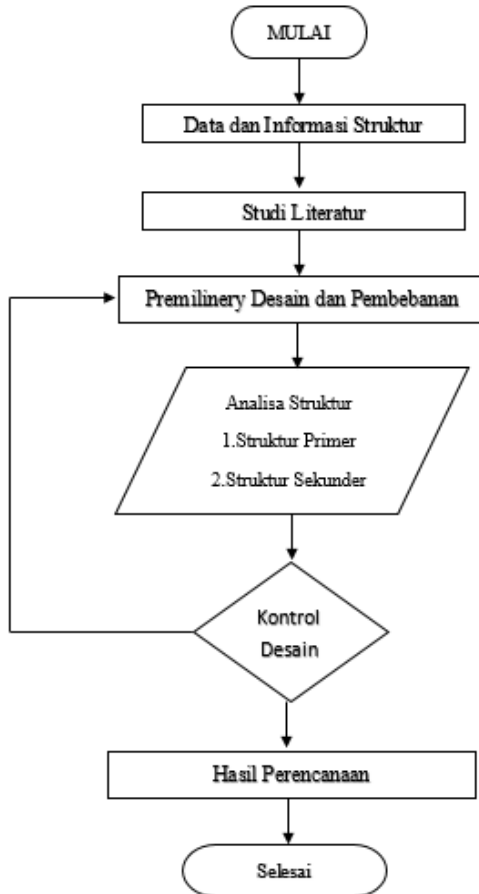 MULAI
Data dan Informasi Struktur
Studi Literatur
Premilinery Desain dan Pembebanan
Analisa Struktur
1.Struktur Primer
2.Struktur Sekunder
Kontrol
Desain
Hasil Perencanaan
Selesai